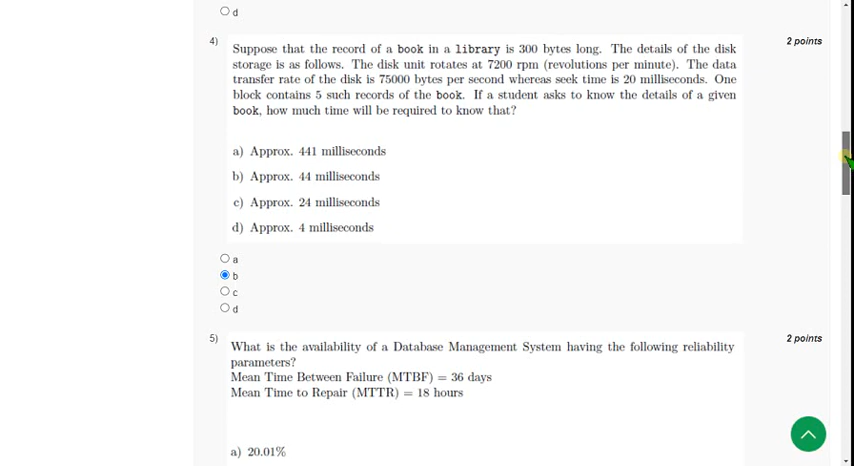 d
4)
2 points
Suppose that the record of a book in a library is 300 bytes long. The details of the disk
storage is as follows. The disk unit rotates at 7200 rpm (revolutions per minute). The data
transfer rate of the disk is 75000 bytes per second whereas seek time is 20 milliseconds. One
block contains 5 such records of the book. If a student asks to know the details of a given
book, how much time will be required to know that?
a) Approx. 441 milliseconds
b) Approx. 44 milliseconds
c) Approx. 24 milliseconds
d) Approx. 4 milliseconds
a
b
c
d
5)
2 points
What is the availability of a Database Management System having the following reliability
parameters?
Mean Time Between Failure (MTBF) = 36 days
Mean Time to Repair (MTTR) = 18 hours
a) 20.01%